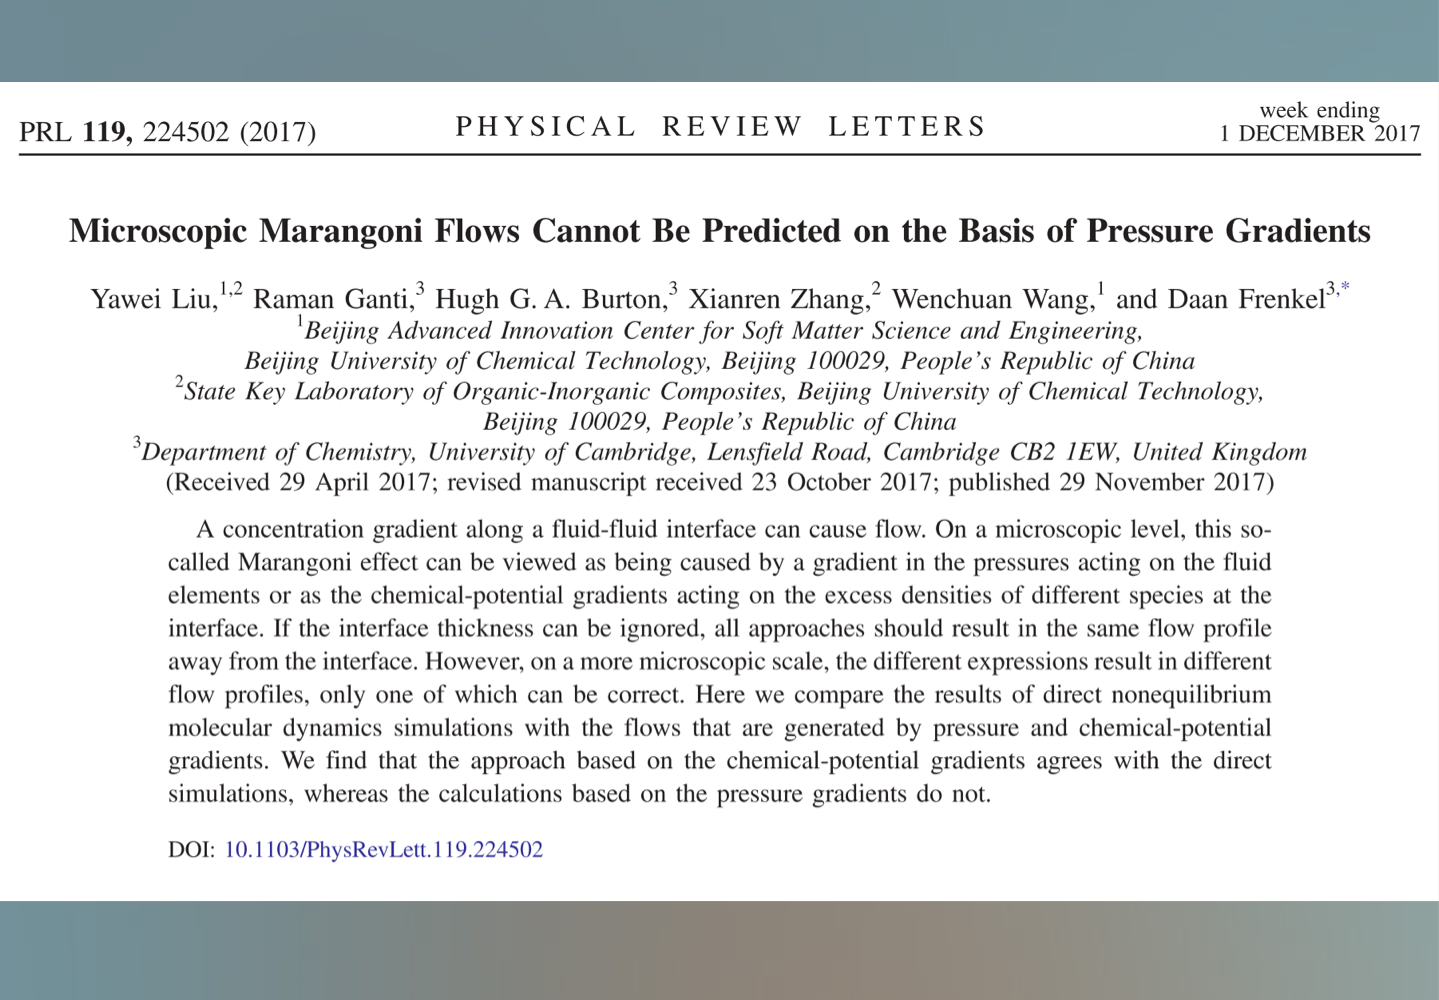 PRL 119, 224502 (2017)
PHYSICAL REVIEW LETTERS
week ending
1 DECEMBER 2017
Microscopic Marangoni Flows Cannot Be Predicted on the Basis of Pressure Gradients
Yawei Liu,1,2 Raman Ganti,3 Hugh G. A. Burton,3 Xianren Zhang,2 Wenchuan Wang,1 and Daan Frenkel3,*
1Beijing Advanced Innovation Center for Soft Matter Science and Engineering,
Beijing University of Chemical Technology, Beijing 100029, People's Republic of China
2State Key Laboratory of Organic-Inorganic Composites, Beijing University of Chemical Technology,
Beijing 100029, People's Republic of China
3Department of Chemistry, University of Cambridge, Lensfield Road, Cambridge CB2 1EW, United Kingdom
(Received 29 April 2017; revised manuscript received 23 October 2017; published 29 November 2017)
A concentration gradient along a fluid-fluid interface can cause flow. On a microscopic level, this so-
called Marangoni effect can be viewed as being caused by a gradient in the pressures acting on the fluid
elements or as the chemical-potential gradients acting on the excess densities of different species at the
interface. If the interface thickness can be ignored, all approaches should result in the same flow profile
away from the interface. However, on a more microscopic scale, the different expressions result in different
flow profiles, only one of which can be correct. Here we compare the results of direct nonequilibrium
molecular dynamics simulations with the flows that are generated by pressure and chemical-potential
gradients. We find that the approach based on the chemical-potential gradients agrees with the direct
simulations, whereas the calculations based on the pressure gradients do not.
DOI: 10.1103/PhysRevLett.119.224502